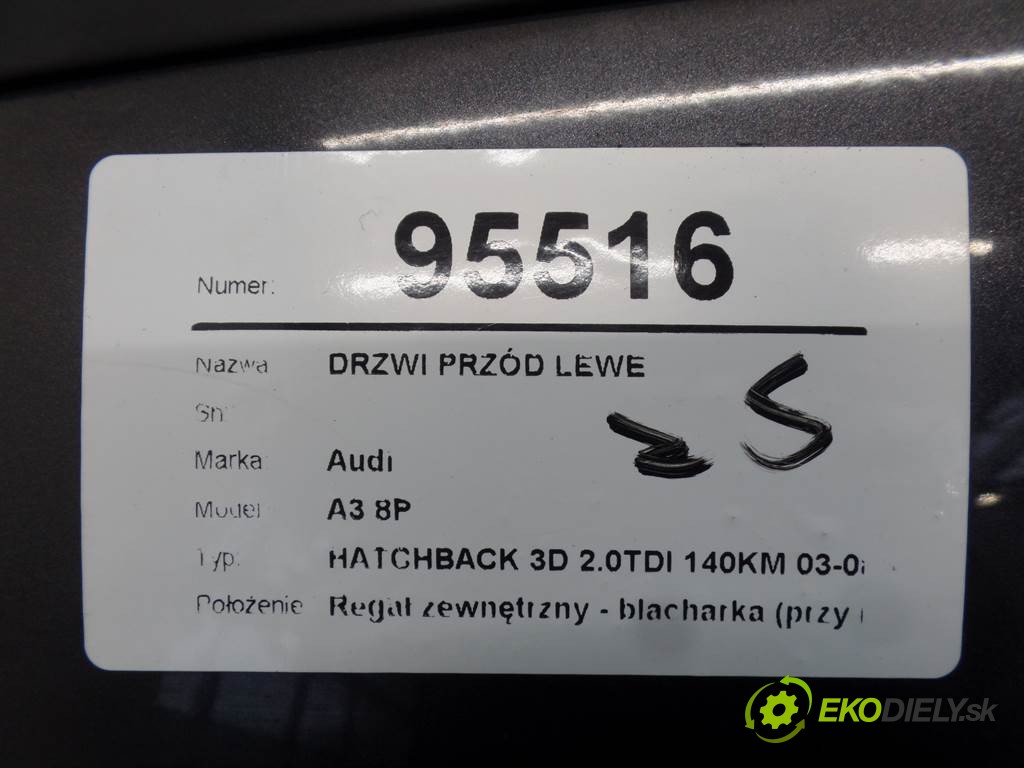 Numer: 95516
Nazwa DRZWI PRZÓD LEWE
Sn:
Marka: Audi
Model A3 8P
Typ: HATCHBACK 3D 2.0TDI 140KM 03-0
Położenie Regał zewnętrzny - blacharka (przy
EKODIELY.sk